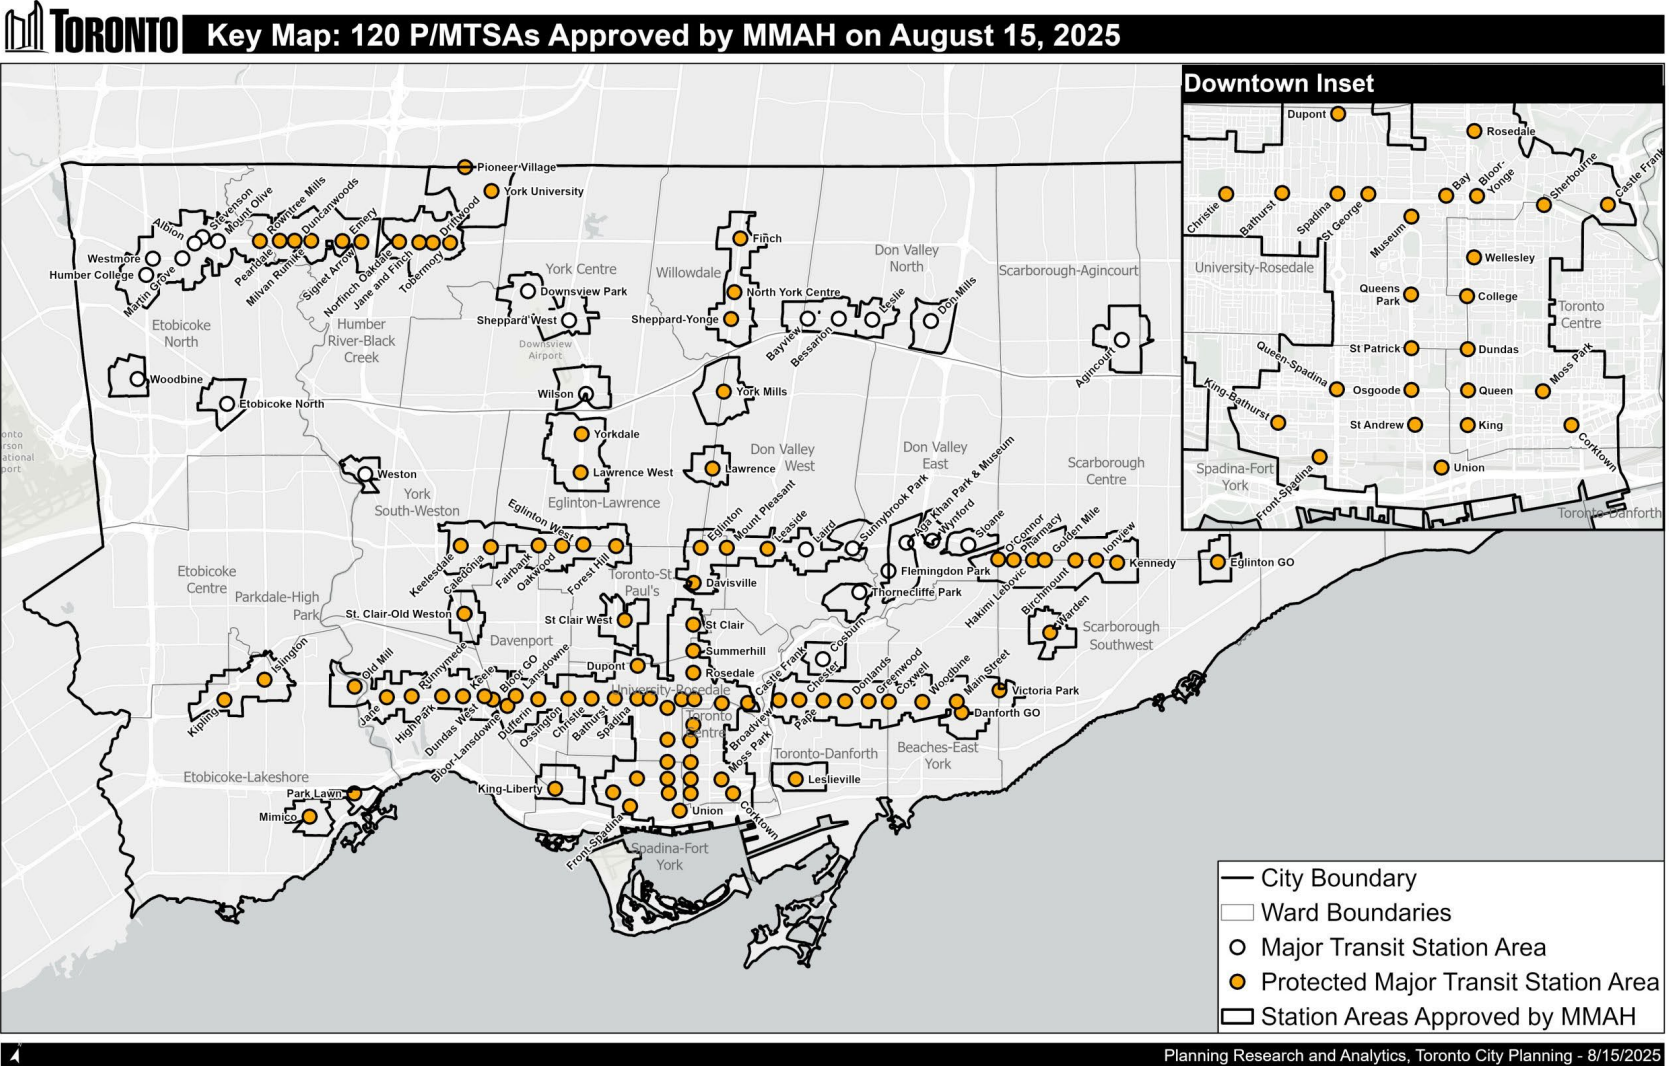 TORONTO
Key Map: 120 P/MTSAs Approved by MMAH on August 15, 2025
Downtown Inset
Dupont
Rosedale
Bay
Bloor-
Yonge
Sherbourne
Castle Frank
Christie
Bathurst
Spadina
St George
Museum
Wellesley
University-Rosedale
Queens
Park
College
Toronto
Centre
St Patrick
Dundas
Moss Park
Queen-Spadina
Osgoode
Queen
King-Bathurst
St Andrew
King
Corktown
Union
Spadina-Fort
York
Front-Spadina
Toronto-Danforth
Pioneer Village
York University
Driftwood
Albion
Stevenson
Mount Olive
Rowntree Mills
Duncanwoods
Emery
Westmore
Humber College
Martin Grove
Pearldale
Milvan Rumike
Signet Arrow
Norfinch Oakdale
Jane and Finch
Tobermory
Finch
York Centre
Willowdale
Don Valley
North
Scarborough-Agincourt
Downsview Park
North York Centre
Leslie
Don Mills
Sheppard West
Sheppard-Yonge
Bayview
Bessarion
Agincourt
Etobicoke
North
Humber
River-Black
Creek
Downsview
Airport
Woodbine
Etobicoke North
Wilson
York Mills
Yorkdale
Lawrence West
Lawrence
Don Valley
West
Don Valley
East
Scarborough
Centre
Weston
York
South-Weston
Eglinton-Lawrence
onto
rson
national
port
Eglinton West
Eglinton
Mount Pleasant
Leaside
Laird
Sunnybrook Park
Aga Khan Park & Museum
Wynford
Sloane
O'Connor
Pharmacy
Golden Mile
Ionview
Keelesdale
Caledonia
Fairbank
Oakwood
Forest Hill
Flemingdon Park
Kennedy
Eglinton GO
Etobicoke
Centre
Toronto-St.
Paul's
Davisville
Thorncliffe Park
Hakimi Lebovic
Birchmount
Warden
Parkdale-High
Park
St. Clair-Old Weston
St Clair West
St Clair
Cosburn
Scarborough
Southwest
Davenport
Summerhill
Islington
Old Mill
Runnymede
Keele
Bloor GO
Lansdowne
Dupont
Rosedale
Castle Frank
Chester
Donlands
Greenwood
Coxwell
Woodbine
Main Street
Victoria Park
University-Rosedale
Kipling
Jane
High Park
Dundas West
Bloor-Lansdowne
Dufferin
Ossington
Christie
Bathurst
Spadina
Toronto
Centre
Broadview
Pape
Danforth GO
Moss Park
Toronto-Danforth
Beaches-East
York
Etobicoke-Lakeshore
Park Lawn
Mimico
King-Liberty
Leslieville
Union
Corktown
Front-Spadina
Spadina-Fort
York
City Boundary
Ward Boundaries
Major Transit Station Area
Protected Major Transit Station Area
Station Areas Approved by MMAH
N
Planning Research and Analytics, Toronto City Planning - 8/15/2025